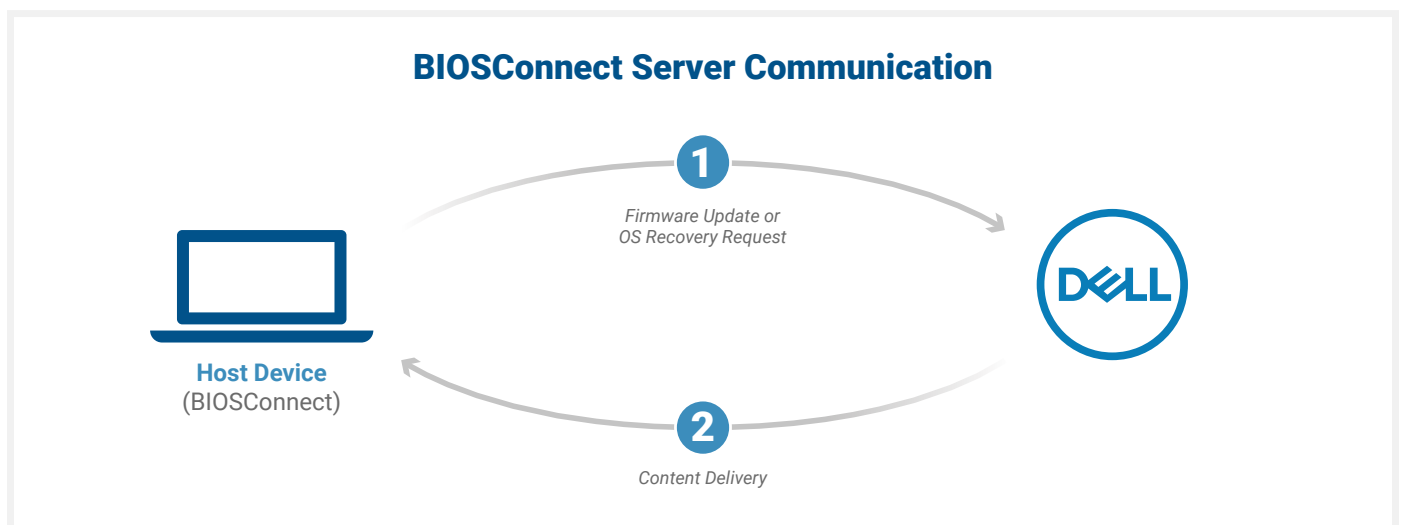 BIOSConnect Server Communication
1
Firmware Update or
OS Recovery Request
DELL
Host Device
(BIOSConnect)
2
Content Delivery